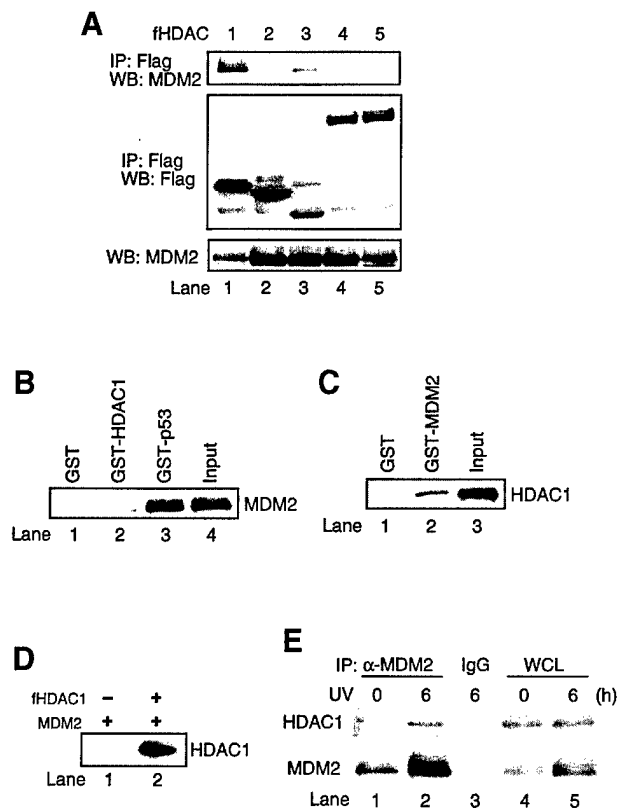 A
fHDAC 1 2 3 4 5
IP: Flag
WB: MDM2
IP: Flag
WB: Flag
WB: MDM2
Lane 1 2 3 4 5
B
GST
GST-HDAC1
GST-p53
Input
MDM2
Lane 1 2 3 4
C
GST
GST-MDM2
Input
HDAC1
Lane 1 2 3
D
fHDAC1 – +
MDM2 + +
HDAC1
Lane 1 2
E
IP: α-MDM2 IgG WCL
UV 0 6 6 0 6 (h)
HDAC1
MDM2
Lane 1 2 3 4 5